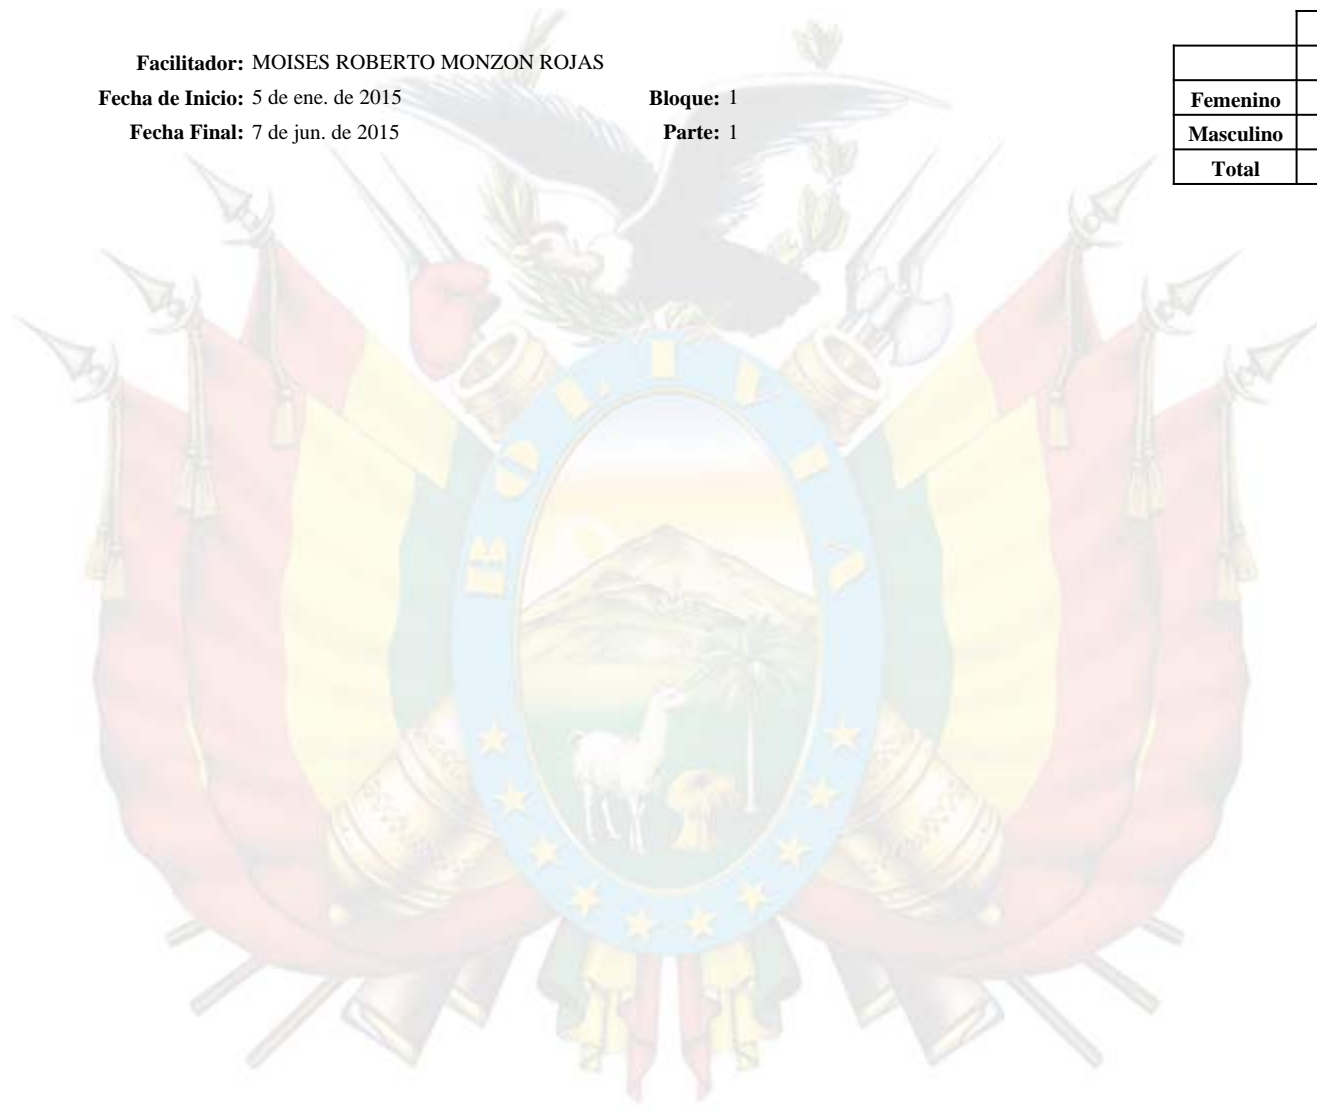 Facilitador: MOISES ROBERTO MONZON ROJAS
Fecha de Inicio: 5 de ene. de 2015 Bloque: 1
Fecha Final: 7 de jun. de 2015 Parte: 1
Femenino
Masculino
Total
BOLIVIA